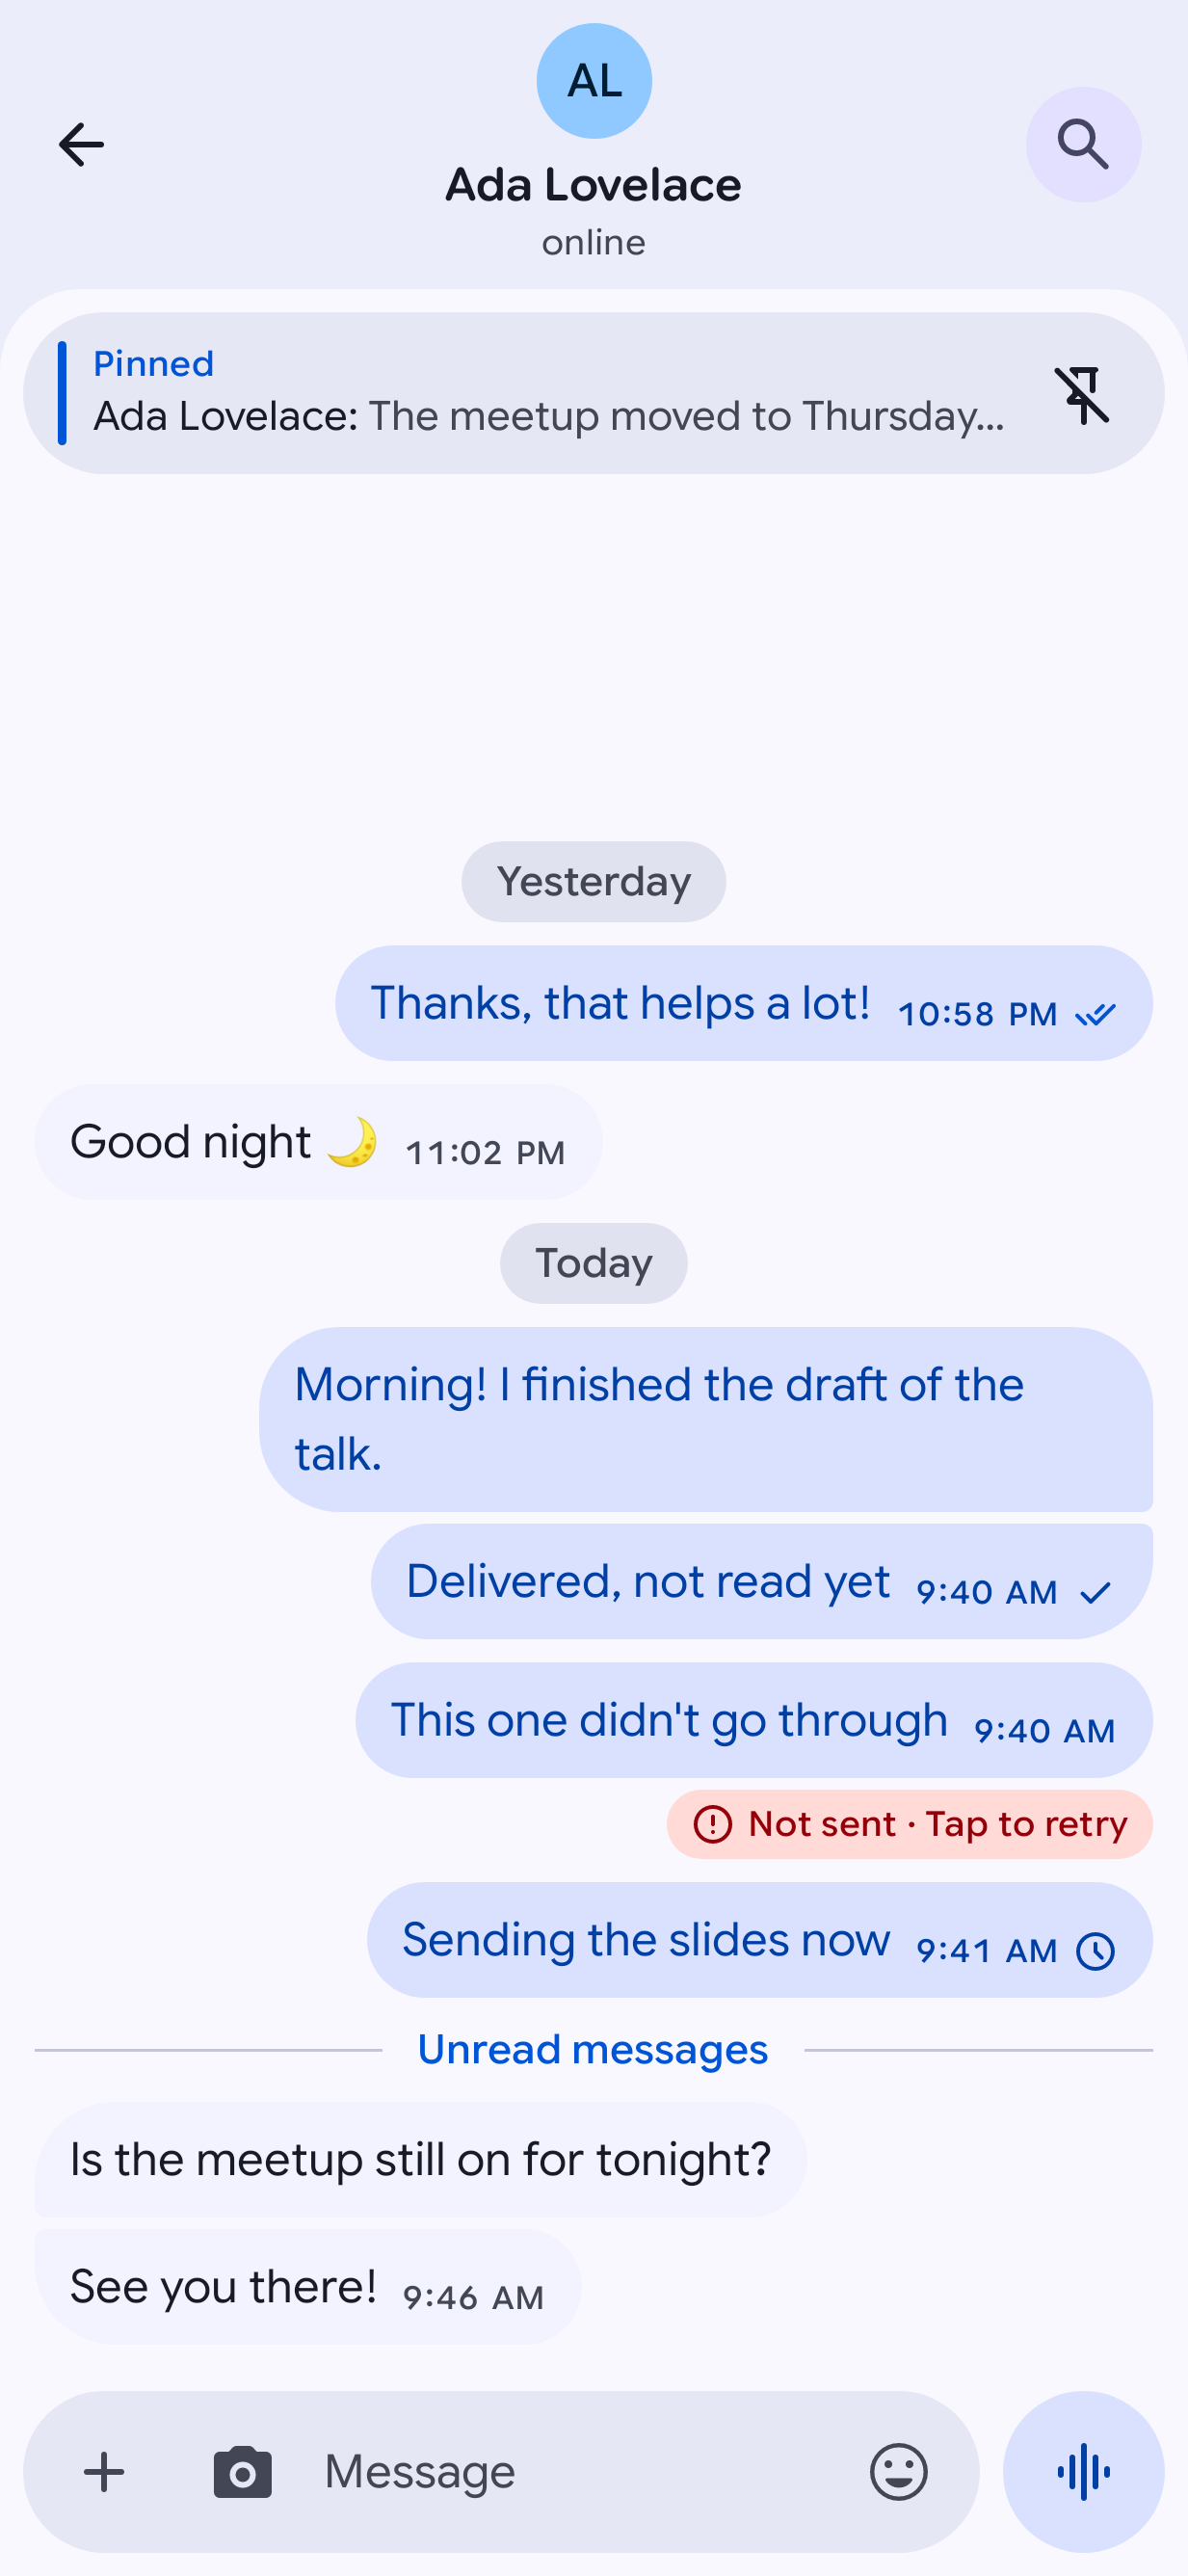 AL
Ada Lovelace
online
Pinned
Ada Lovelace: The meetup moved to Thursday...
Yesterday
Thanks, that helps a lot! 10:58 PM
Good night 🌙 11:02 PM
Today
Morning! I finished the draft of the
talk.
Delivered, not read yet 9:40 AM
This one didn't go through 9:40 AM
Not sent · Tap to retry
Sending the slides now 9:41 AM
Unread messages
Is the meetup still on for tonight?
See you there! 9:46 AM
Message